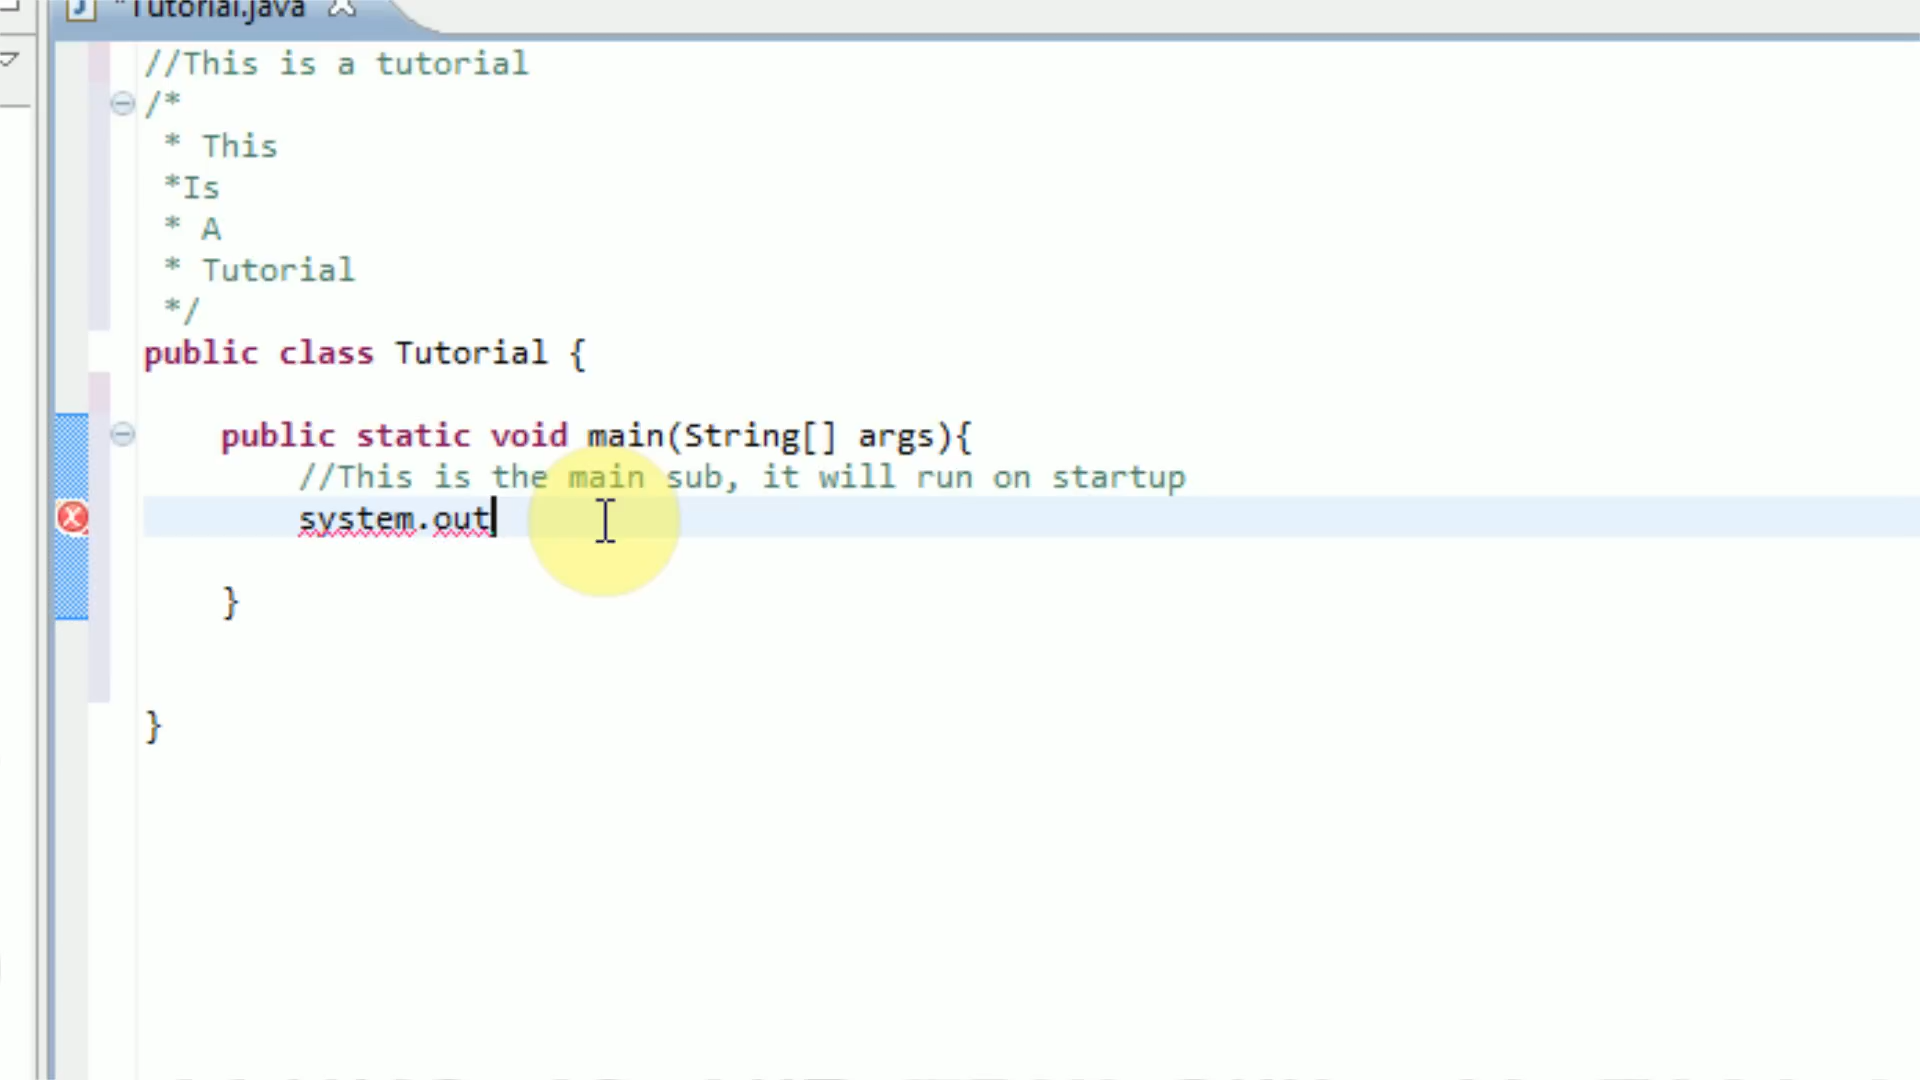 *Tutorial.java
//This is a tutorial
/*
* This
*Is
* A
* Tutorial
*/
public class Tutorial {
public static void main(String[] args){
//This is the main sub, it will run on startup
system.out
}
}